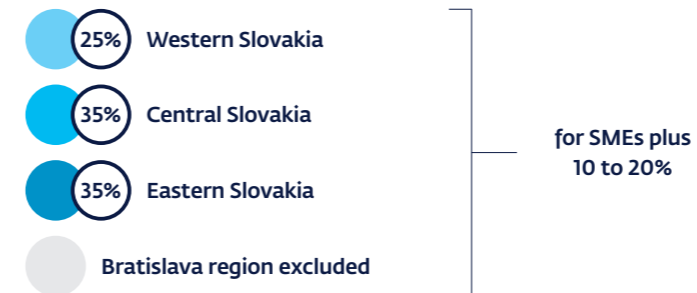 25% Western Slovakia
35% Central Slovakia
35% Eastern Slovakia
Bratislava region excluded
for SMEs plus
10 to 20%